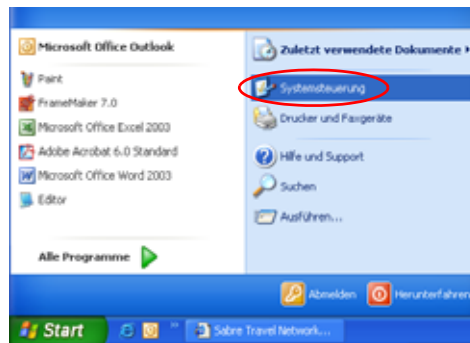 Microsoft Office Outlook
Paint
FrameMaker 7.0
Microsoft Office Excel 2003
Adobe Acrobat 6.0 Standard
Microsoft Office Word 2003
Editor
Alle Programme
Zuletzt verwendete Dokumente
Systemsteuerung
Drucker und Faxgeräte
Hilfe und Support
Suchen
Ausführen...
Abmelden
Herunterfahren
Start
Sabre Travel Network...